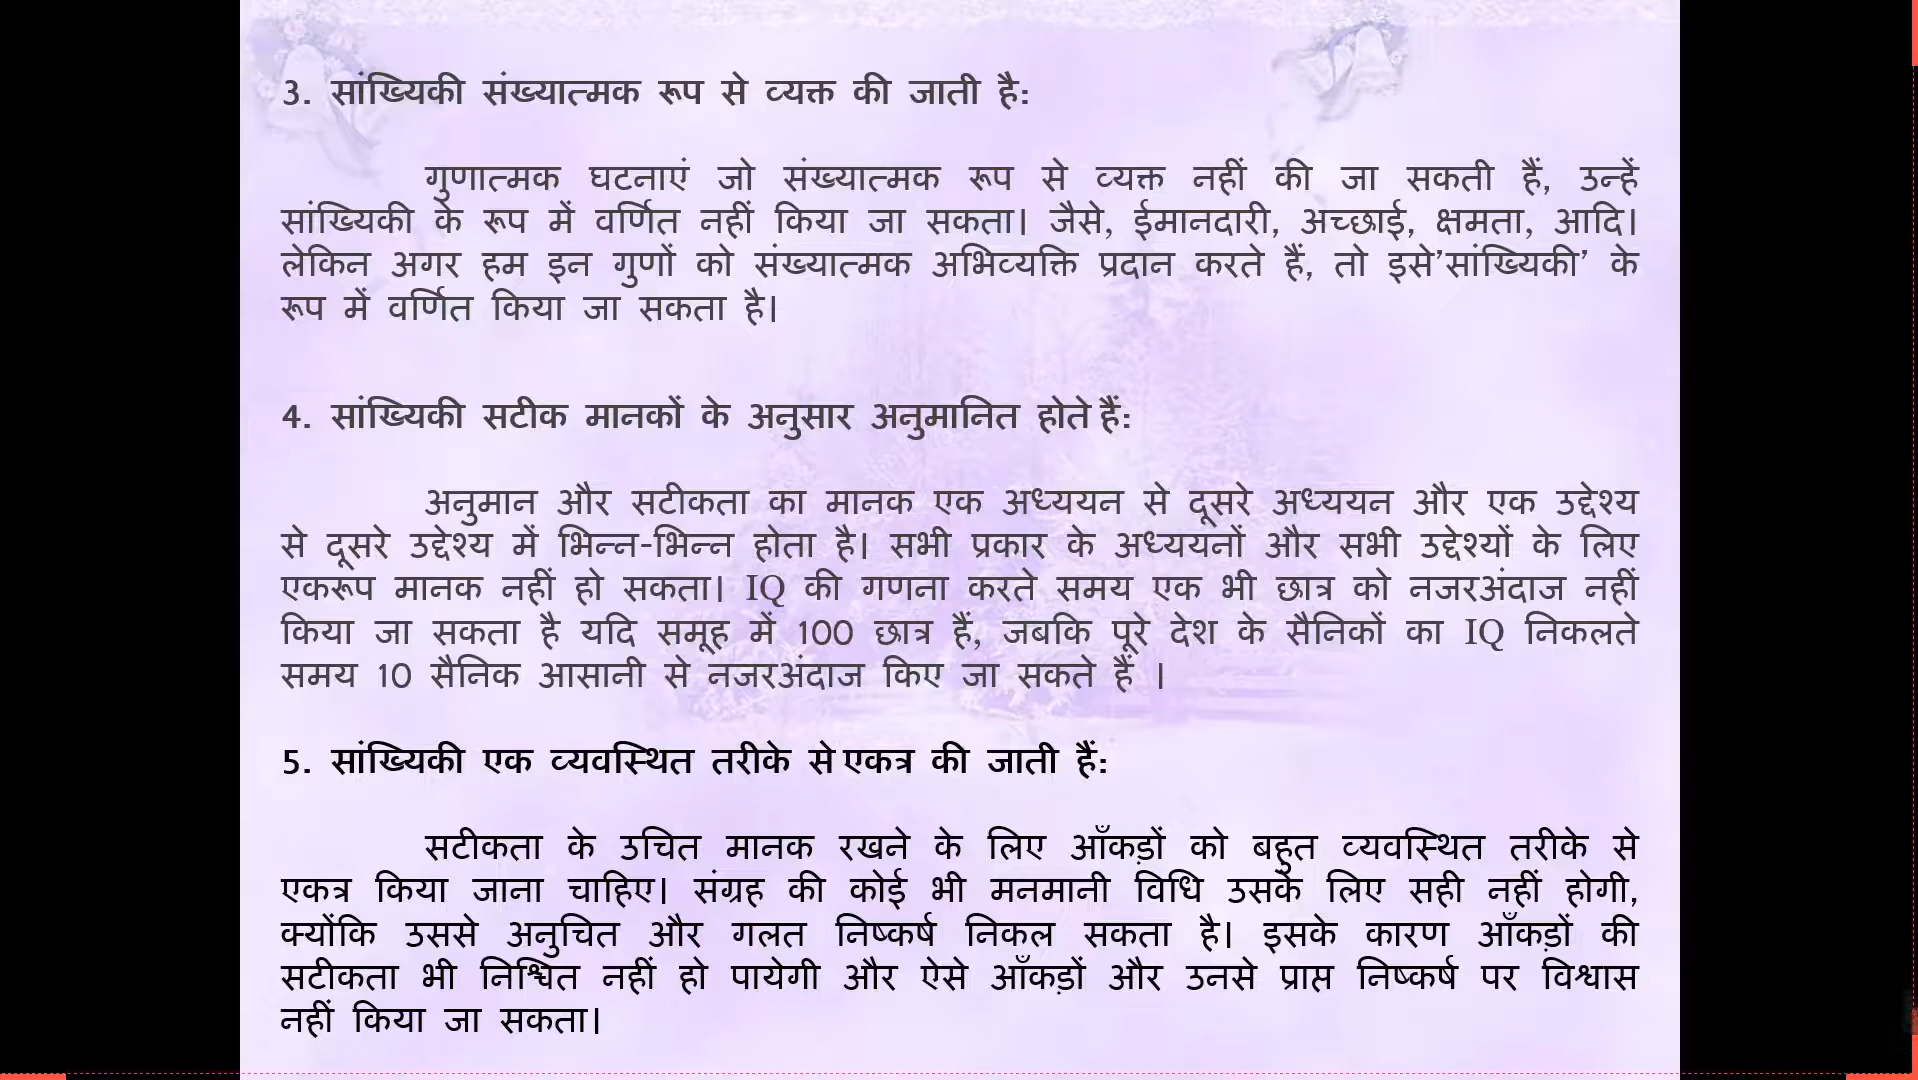 3. सांख्यिकी संख्यात्मक रूप से व्यक्त की जाती है:
गुणात्मक घटनाएं जो संख्यात्मक रूप से व्यक्त नहीं की जा सकती हैं, उन्हें
सांख्यिकी के रूप में वर्णित नहीं किया जा सकता। जैसे, ईमानदारी, अच्छाई, क्षमता, आदि।
लेकिन अगर हम इन गुणों को संख्यात्मक अभिव्यक्ति प्रदान करते हैं, तो इसे’सांख्यिकी’ के
रूप में वर्णित किया जा सकता है।
4. सांख्यिकी सटीक मानकों के अनुसार अनुमानित होते हैं:
अनुमान और सटीकता का मानक एक अध्ययन से दूसरे अध्ययन और एक उद्देश्य
से दूसरे उद्देश्य में भिन्न-भिन्न होता है। सभी प्रकार के अध्ययनों और सभी उद्देश्यों के लिए
एकरूप मानक नहीं हो सकता। IQ की गणना करते समय एक भी छात्र को नजरअंदाज नहीं
किया जा सकता है यदि समूह में 100 छात्र हैं, जबकि पूरे देश के सैनिकों का IQ निकलते
समय 10 सैनिक आसानी से नजरअंदाज किए जा सकते हैं ।
5. सांख्यिकी एक व्यवस्थित तरीके से एकत्र की जाती हैं:
सटीकता के उचित मानक रखने के लिए आँकड़ों को बहुत व्यवस्थित तरीके से
एकत्र किया जाना चाहिए। संग्रह की कोई भी मनमानी विधि उसके लिए सही नहीं होगी,
क्योंकि उससे अनुचित और गलत निष्कर्ष निकल सकता है। इसके कारण आँकड़ों की
सटीकता भी निश्चित नहीं हो पायेगी और ऐसे आँकड़ों और उनसे प्राप्त निष्कर्ष पर विश्वास
नहीं किया जा सकता।